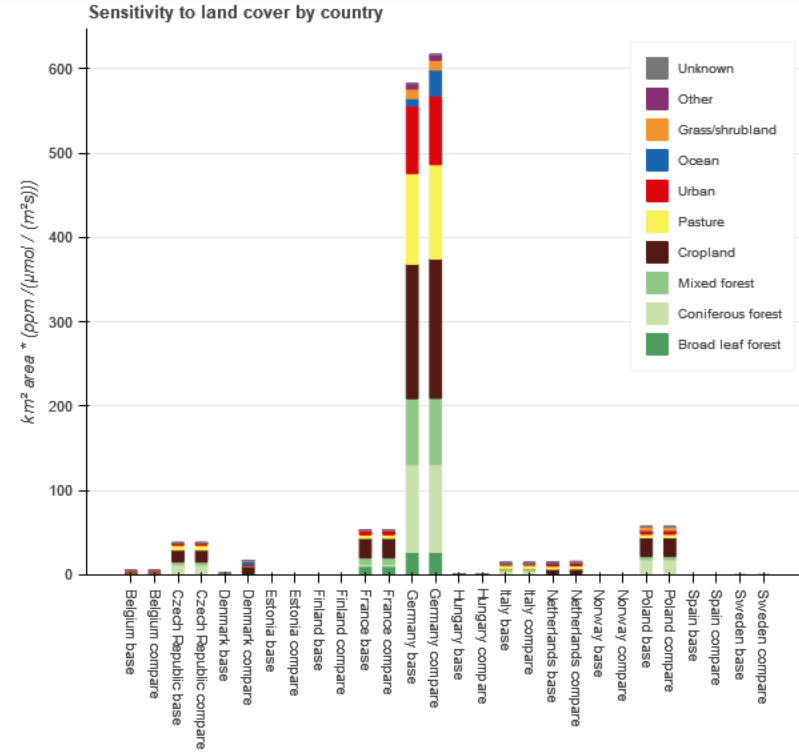 Sensitivity to land cover by country
km² area * (ppm /(μmol / (m²s)))
600
500
400
300
200
100
0
Unknown
Other
Grass/shrubland
Ocean
Urban
Pasture
Cropland
Mixed forest
Coniferous forest
Broad leaf forest
Belgium base
Belgium compare
Czech Republic base
Czech Republic compare
Denmark base
Denmark compare
Estonia base
Estonia compare
Finland base
Finland compare
France base
France compare
Germany base
Germany compare
Hungary base
Hungary compare
Italy base
Italy compare
Netherlands base
Netherlands compare
Norway base
Norway compare
Poland base
Poland compare
Spain base
Spain compare
Sweden base
Sweden compare